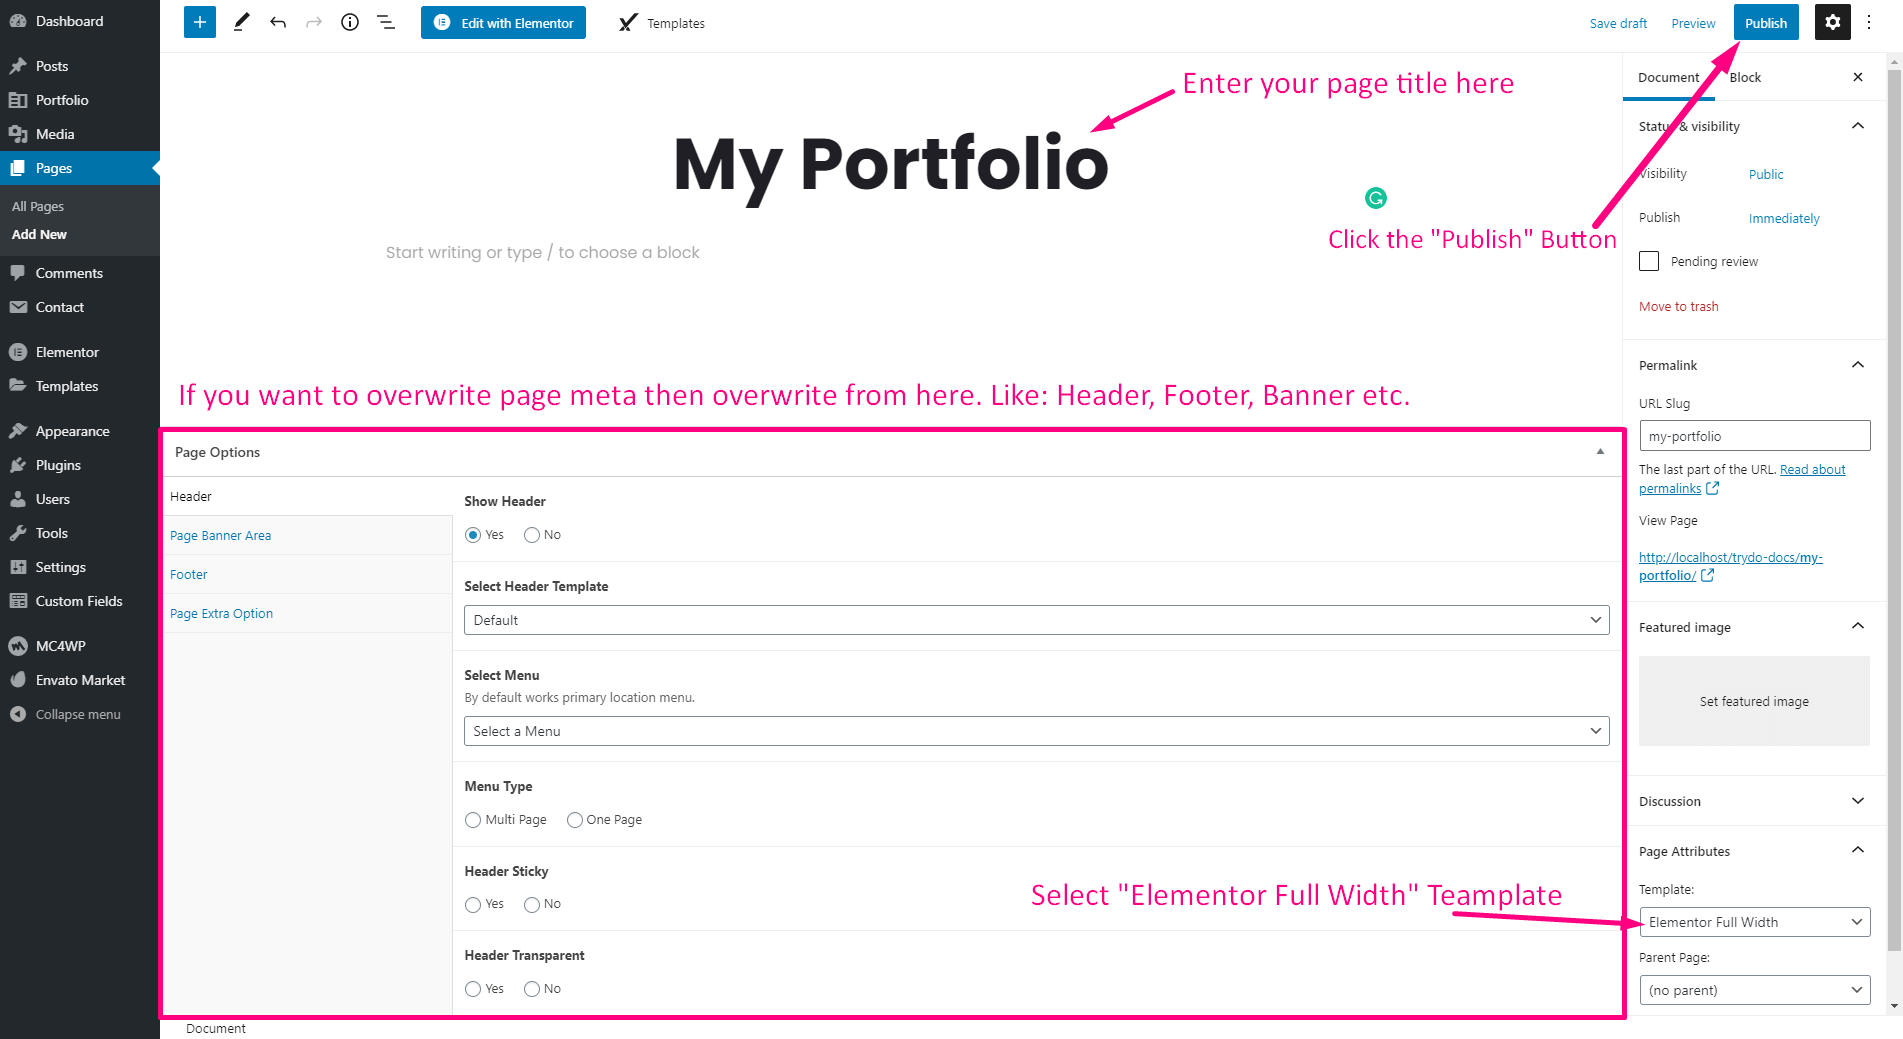 Dashboard
Posts
Portfolio
Media
Pages
All Pages
Add New
Comments
Contact
Elementor
Templates
Appearance
Plugins
Users
Tools
Settings
Custom Fields
MC4WP
Envato Market
Collapse menu
Edit with Elementor
Templates
Save draft
Preview
Publish
Enter your page title here
My Portfolio
Start writing or type / to choose a block
Click the "Publish" Button
If you want to overwrite page meta then overwrite from here. Like: Header, Footer, Banner etc.
Page Options
Header
Page Banner Area
Footer
Page Extra Option
Show Header
Yes No
Select Header Template
Default
Select Menu
By default works primary location menu.
Select a Menu
Menu Type
Multi Page One Page
Header Sticky
Yes No
Header Transparent
Yes No
Select "Elementor Full Width" Teamplate
Document
Document Block
Status & visibility
Visibility Public
Publish Immediately
Pending review
Move to trash
Permalink
URL Slug
my-portfolio
The last part of the URL. Read about
permalinks
View Page
http://localhost/trydo-docs/my-
portfolio/
Featured image
Set featured image
Discussion
Page Attributes
Template:
Elementor Full Width
Parent Page:
(no parent)